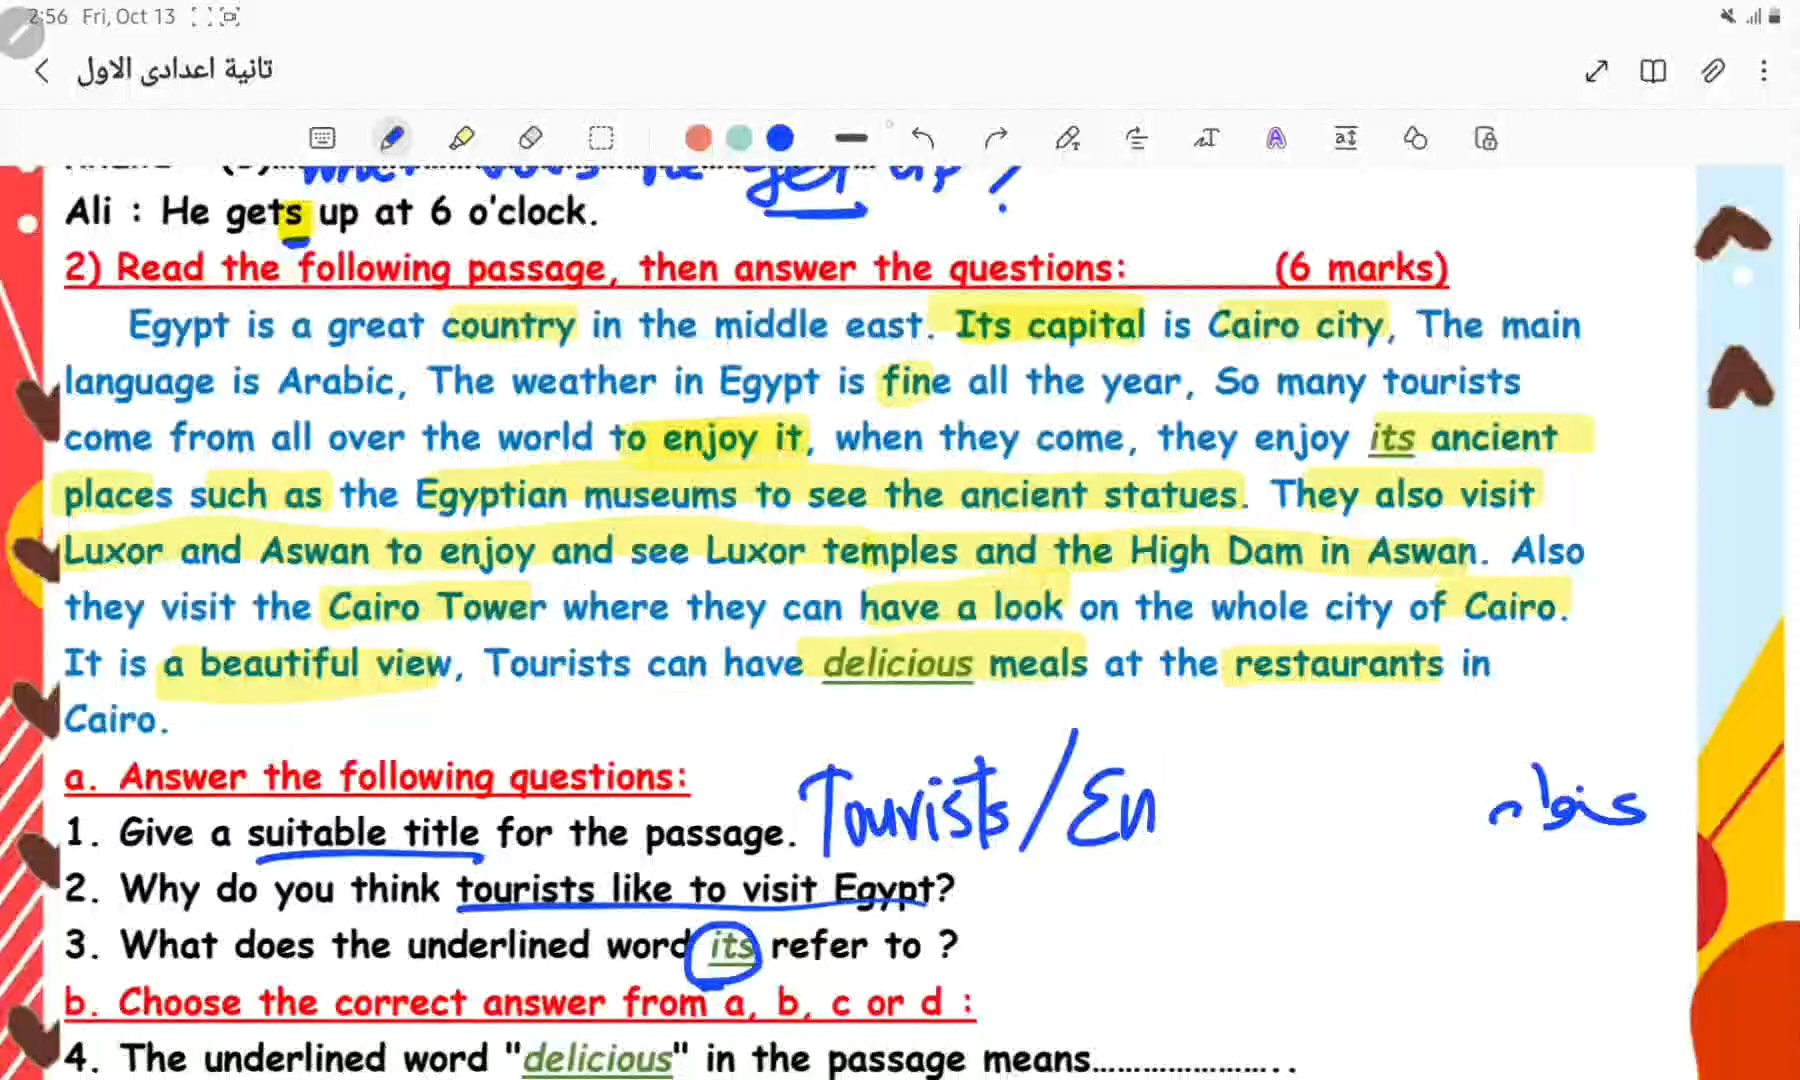 2:56 Fri, Oct 13
تانية اعدادى الاول
get up ?
Ali : He gets up at 6 o'clock.
2) Read the following passage, then answer the questions: (6 marks)
Egypt is a great country in the middle east. Its capital is Cairo city, The main
language is Arabic, The weather in Egypt is fine all the year, So many tourists
come from all over the world to enjoy it, when they come, they enjoy its ancient
places such as the Egyptian museums to see the ancient statues. They also visit
Luxor and Aswan to enjoy and see Luxor temples and the High Dam in Aswan. Also
they visit the Cairo Tower where they can have a look on the whole city of Cairo.
It is a beautiful view, Tourists can have delicious meals at the restaurants in
Cairo.
a. Answer the following questions:
1. Give a suitable title for the passage. Tourists / En
2. Why do you think tourists like to visit Egypt?
3. What does the underlined word its refer to ?
b. Choose the correct answer from a, b, c or d :
4. The underlined word "delicious" in the passage means.....................